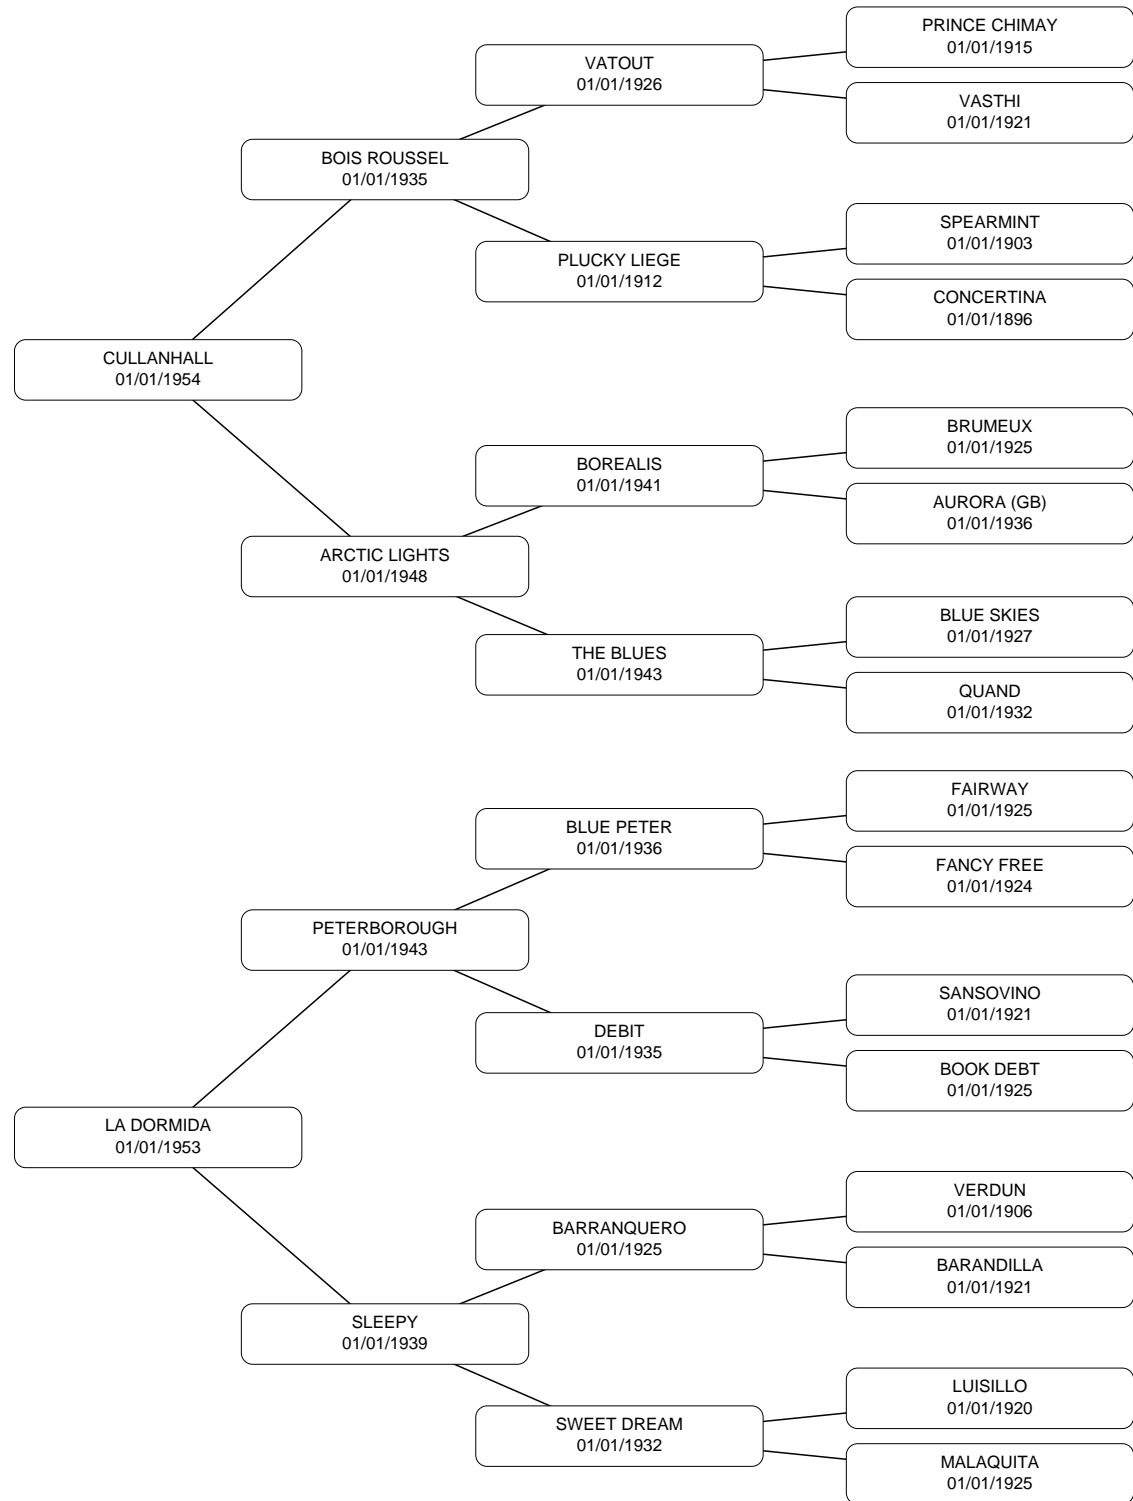 PRINCE CHIMAY
01/01/1915
VATOUT
01/01/1926
VASTHI
01/01/1921
BOIS ROUSSEL
01/01/1935
SPEARMINT
01/01/1903
PLUCKY LIEGE
01/01/1912
CONCERTINA
01/01/1896
CULLANHALL
01/01/1954
BRUMEUX
01/01/1925
BOREALIS
01/01/1941
AURORA (GB)
01/01/1936
ARCTIC LIGHTS
01/01/1948
BLUE SKIES
01/01/1927
THE BLUES
01/01/1943
QUAND
01/01/1932
FAIRWAY
01/01/1925
BLUE PETER
01/01/1936
FANCY FREE
01/01/1924
PETERBOROUGH
01/01/1943
SANSOVINO
01/01/1921
DEBIT
01/01/1935
BOOK DEBT
01/01/1925
LA DORMIDA
01/01/1953
VERDUN
01/01/1906
BARRANQUERO
01/01/1925
BARANDILLA
01/01/1921
SLEEPY
01/01/1939
LUISILLO
01/01/1920
SWEET DREAM
01/01/1932
MALAQUITA
01/01/1925